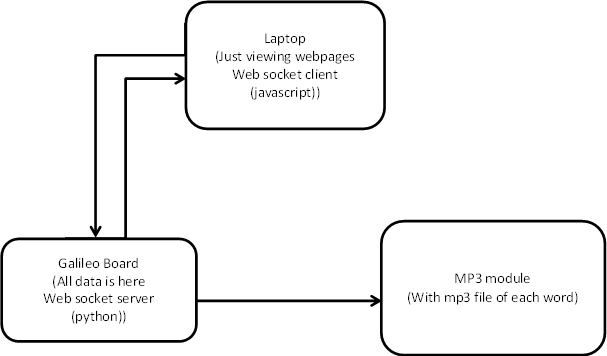 Laptop
(Just viewing webpages
Web socket client
(javascript))
Galileo Board
(All data is here
Web socket server
(python))
MP3 module
(With mp3 file of each word)